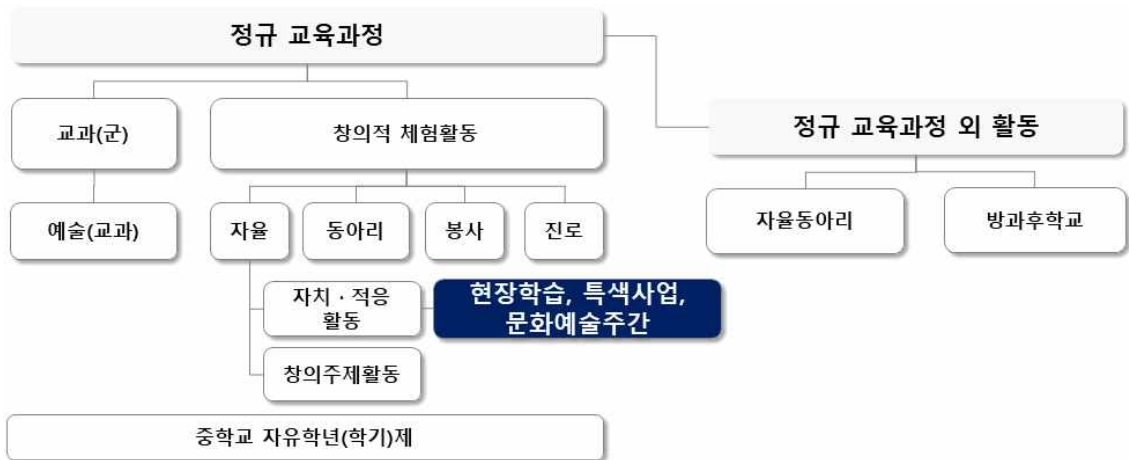 정규 교육과정
교과(군)
창의적 체험활동
정규 교육과정 외 활동
예술(교과)
자율
동아리
봉사
진로
자율동아리
방과후학교
자치·적응
활동
현장학습, 특색사업,
문화예술주간
창의주제활동
중학교 자유학년(학기)제